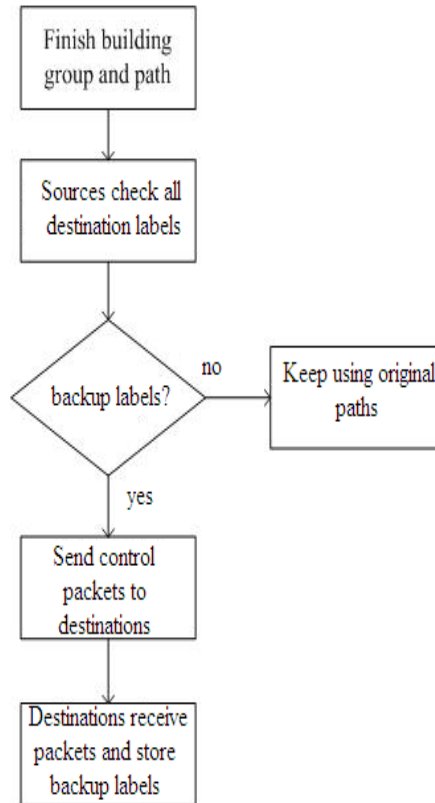 Finish building
group and path
Sources check all
destination labels
backup labels?
no
Keep using original
paths
yes
Send control
packets to
destinations
Destinations receive
packets and store
backup labels